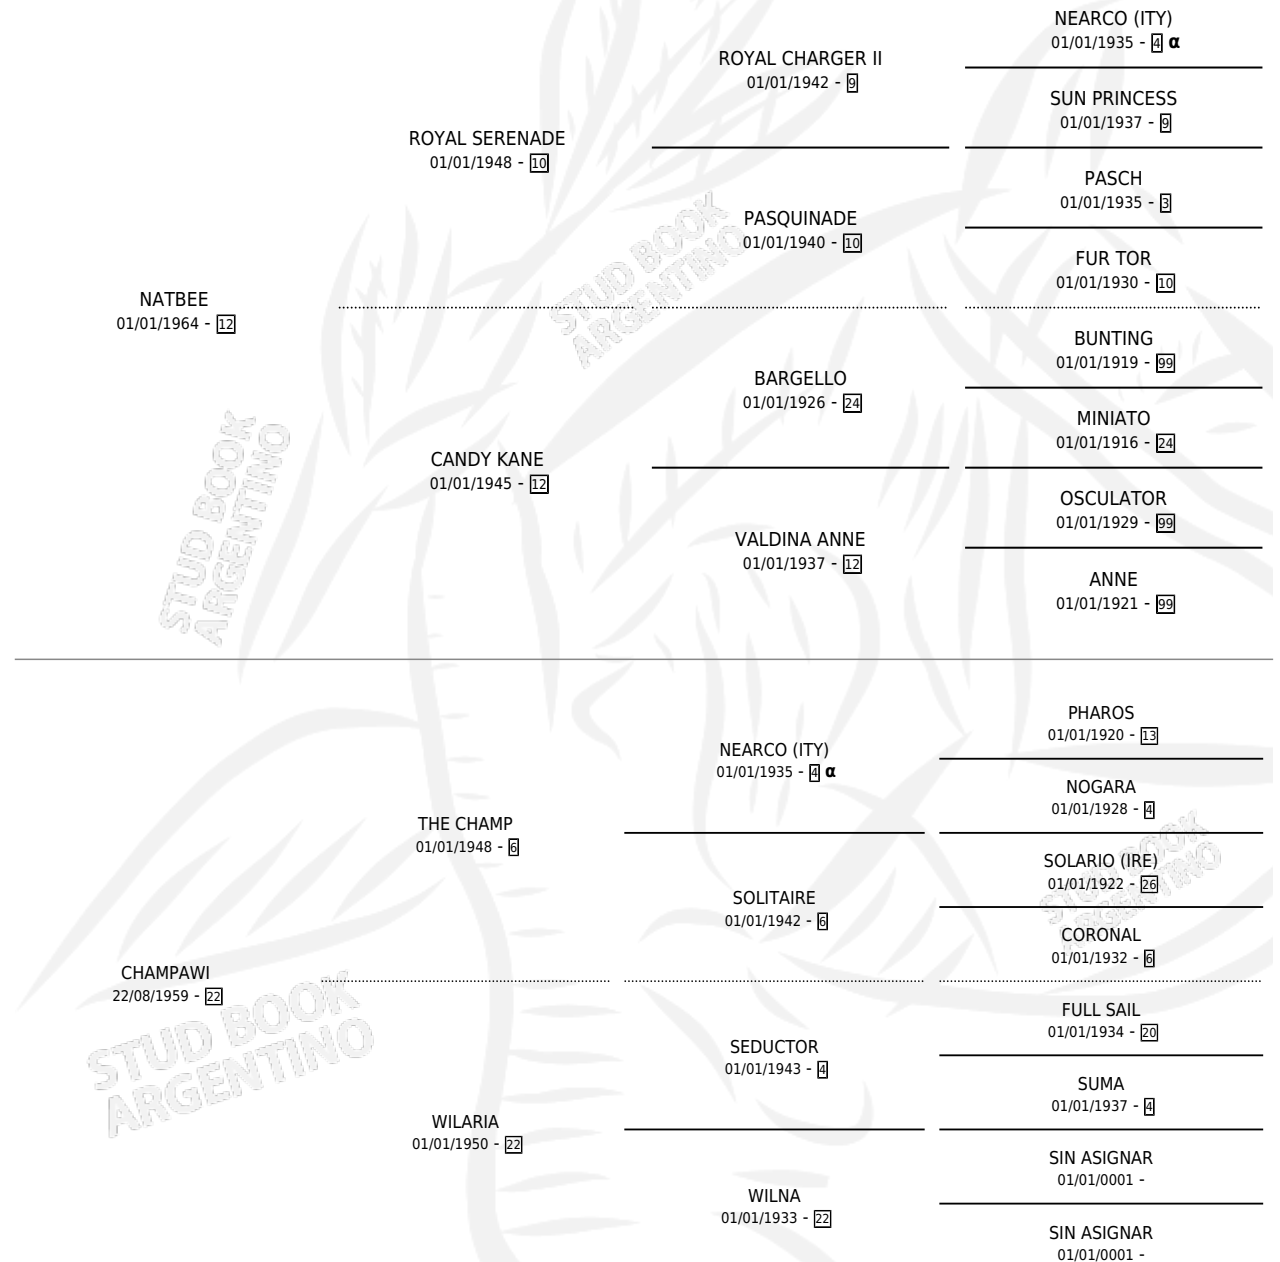 NATBEE
01/01/1964 - 12
ROYAL SERENADE
01/01/1948 - 10
ROYAL CHARGER II
01/01/1942 - 9
NEARCO (ITY)
01/01/1935 - 4 α
SUN PRINCESS
01/01/1937 - 9
PASQUINADE
01/01/1940 - 10
PASCH
01/01/1935 - 3
FUR TOR
01/01/1930 - 10
CANDY KANE
01/01/1945 - 12
BARGELLO
01/01/1926 - 24
BUNTING
01/01/1919 - 99
MINIATO
01/01/1916 - 24
VALDINA ANNE
01/01/1937 - 12
OSCULATOR
01/01/1929 - 99
ANNE
01/01/1921 - 99
CHAMPAWI
22/08/1959 - 22
THE CHAMP
01/01/1948 - 6
NEARCO (ITY)
01/01/1935 - 4 α
PHAROS
01/01/1920 - 13
NOGARA
01/01/1928 - 4
SOLITAIRE
01/01/1942 - 6
SOLARIO (IRE)
01/01/1922 - 26
CORONAL
01/01/1932 - 6
WILARIA
01/01/1950 - 22
SEDUCTOR
01/01/1943 - 4
FULL SAIL
01/01/1934 - 20
SUMA
01/01/1937 - 4
WILNA
01/01/1933 - 22
SIN ASIGNAR
01/01/0001 -
SIN ASIGNAR
01/01/0001 -
STUD BOOK
ARGENTINO
STUD BOOK
ARGENTINO
STUD BOOK
ARGENTINO
STUD BOOK
ARGENTINO